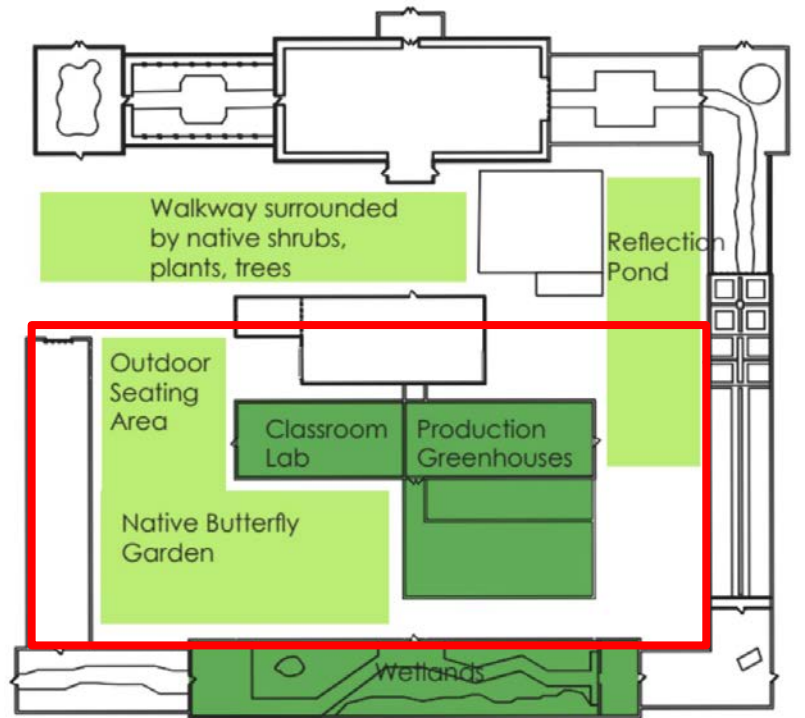 Walkway surrounded
by native shrubs,
plants, trees
Reflection
Pond
Outdoor
Seating
Area
Classroom
Lab
Production
Greenhouses
Native Butterfly
Garden
Wetlands